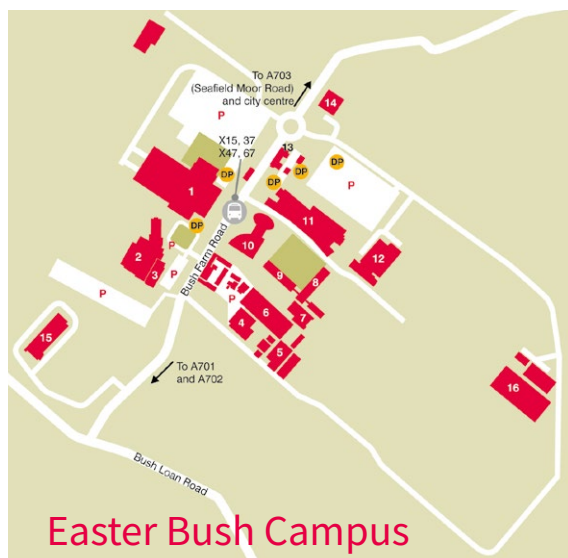 To A703
(Seafield Moor Road)
and city centre
P
14
X15, 37
X47, 67
13
DP
DP
DP
DP
P
1
11
DP
10
12
2
P
3
P
P
Bush Farm Road
9
8
P
6
7
4
5
15
To A701
and A702
16
Bush Loan Road
Easter Bush Campus